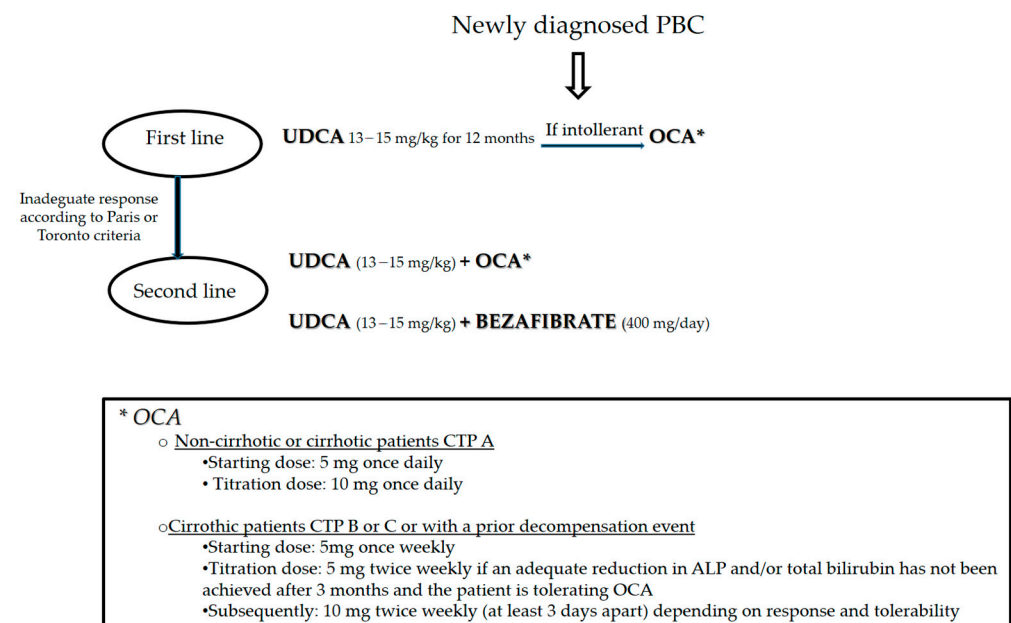 Newly diagnosed PBC
First line
UDCA 13–15 mg/kg for 12 months If intollerant OCA*
Inadeguate response
according to Paris or
Toronto criteria
Second line
UDCA (13–15 mg/kg) + OCA*
UDCA (13–15 mg/kg) + BEZAFIBRATE (400 mg/day)
* OCA
o Non-cirrhotic or cirrhotic patients CTP A
•Starting dose: 5 mg once daily
• Titration dose: 10 mg once daily
oCirrothic patients CTP B or C or with a prior decompensation event
•Starting dose: 5mg once weekly
•Titration dose: 5 mg twice weekly if an adequate reduction in ALP and/or total bilirubin has not been
achieved after 3 months and the patient is tolerating OCA
•Subsequently: 10 mg twice weekly (at least 3 days apart) depending on response and tolerability